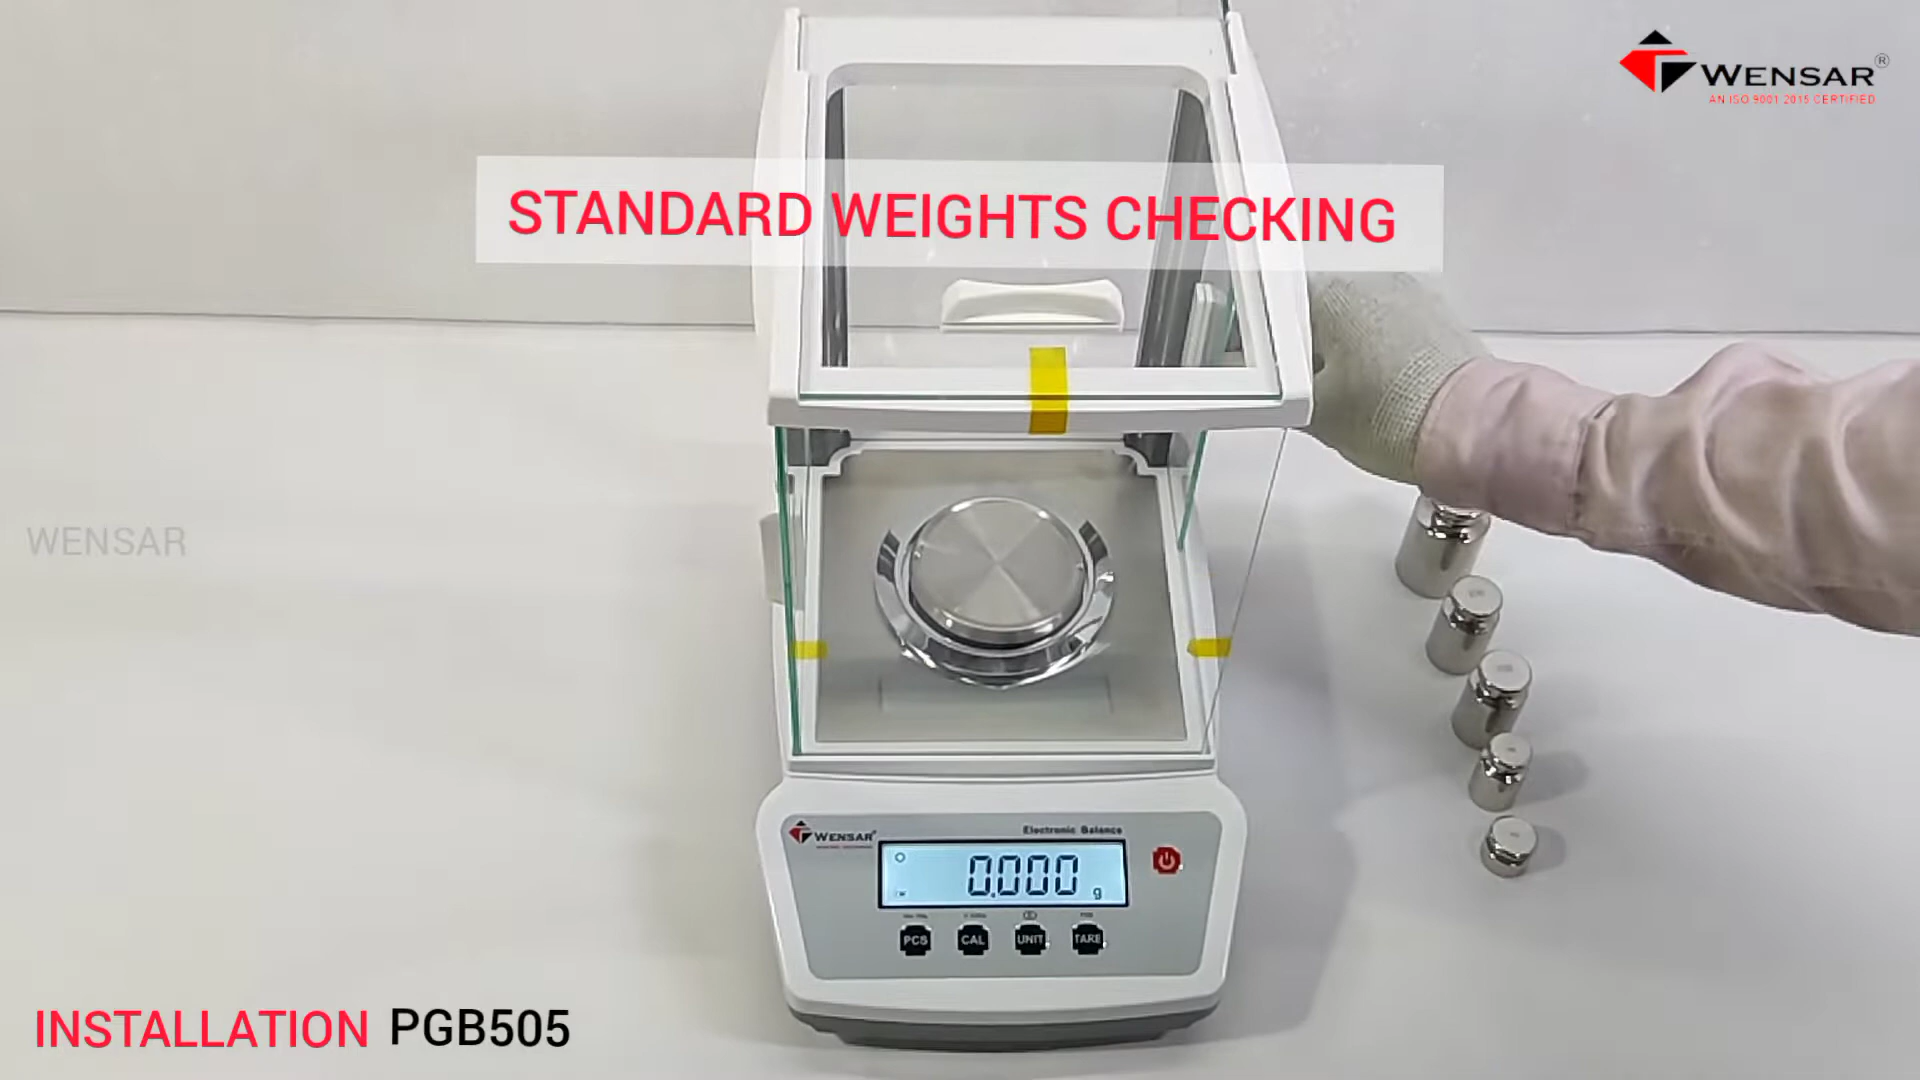 WENSAR®
AN ISO 9001 2015 CERTIFIED
STANDARD WEIGHTS CHECKING
WENSAR
WENSAR
Electronic Balance
0.000 g
PCS CAL UNIT TARE
INSTALLATION PGB505